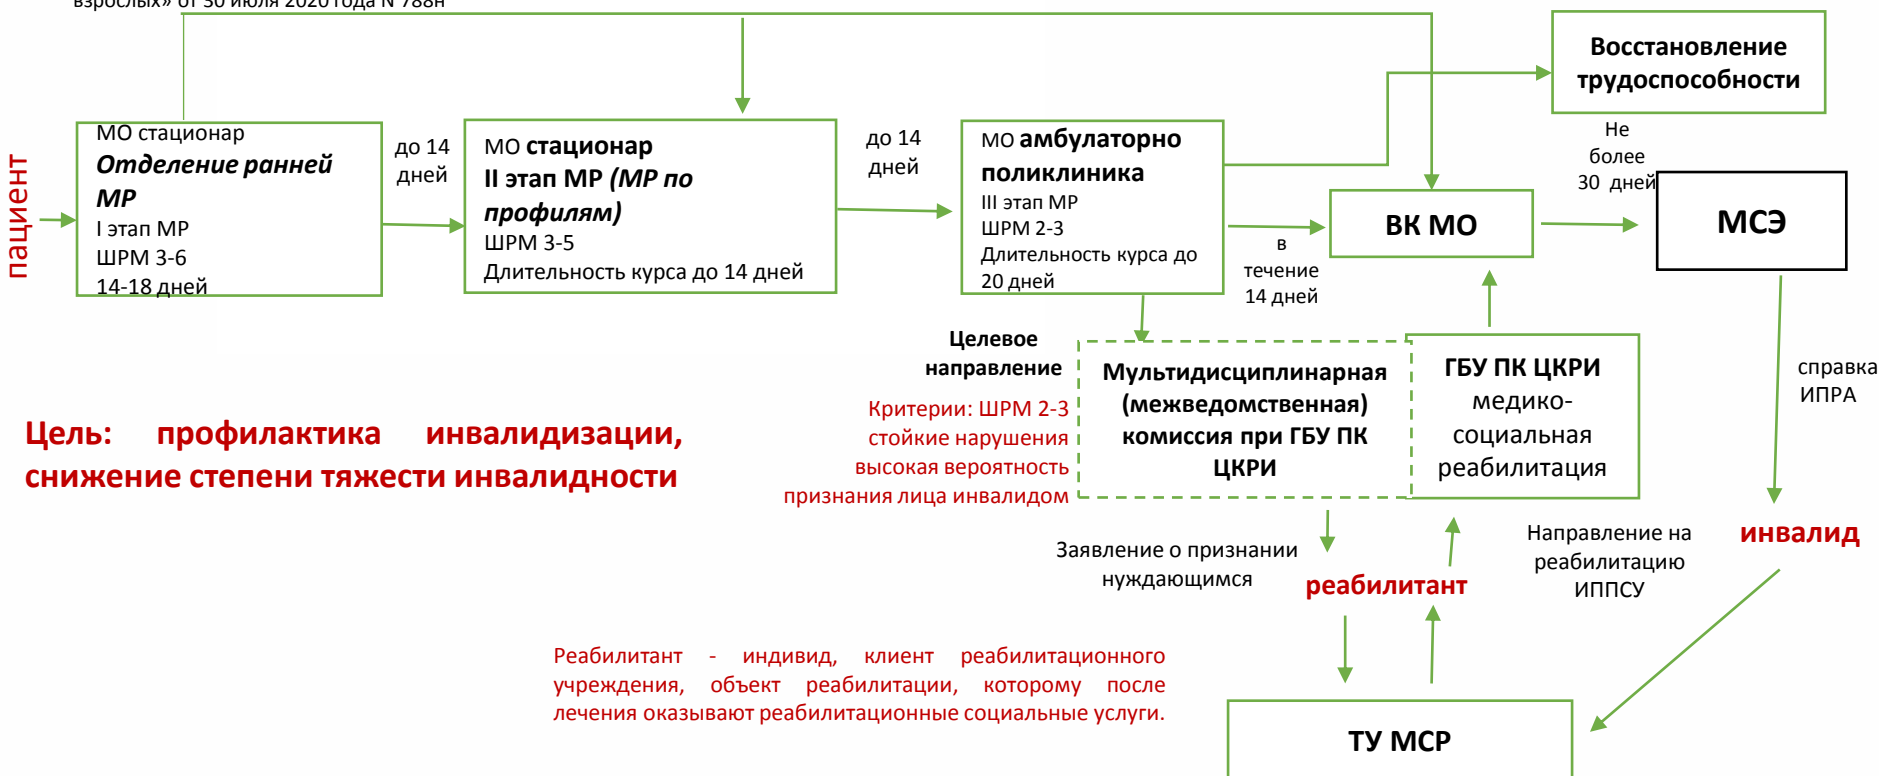 взрослых» от 30 июля 2020 года N 788н
Восстановление
трудоспособности
пациент
МО стационар
Отделение ранней
МР
I этап МР
ШРМ 3-6
14-18 дней
до 14
дней
МО стационар
II этап МР (МР по
профилям)
ШРМ 3-5
Длительность курса до 14 дней
до 14
дней
МО амбулаторно
поликлиника
III этап МР
ШРМ 2-3
Длительность курса до
20 дней
в
течение
14 дней
ВК МО
Не
более
30 дней
МСЭ
Целевое
направление
Критерии: ШРМ 2-3
стойкие нарушения
высокая вероятность
признания лица инвалидом
Мультидисциплинарная
(межведомственная)
комиссия при ГБУ ПК
ЦКРИ
ГБУ ПК ЦКРИ
медико-
социальная
реабилитация
справка
ИПРА
Цель: профилактика инвалидизации,
снижение степени тяжести инвалидности
Заявление о признании
нуждающимся
реабилитант
Направление на
реабилитацию
ИППСУ
инвалид
Реабилитант - индивид, клиент реабилитационного
учреждения, объект реабилитации, которому после
лечения оказывают реабилитационные социальные услуги.
ТУ МСР